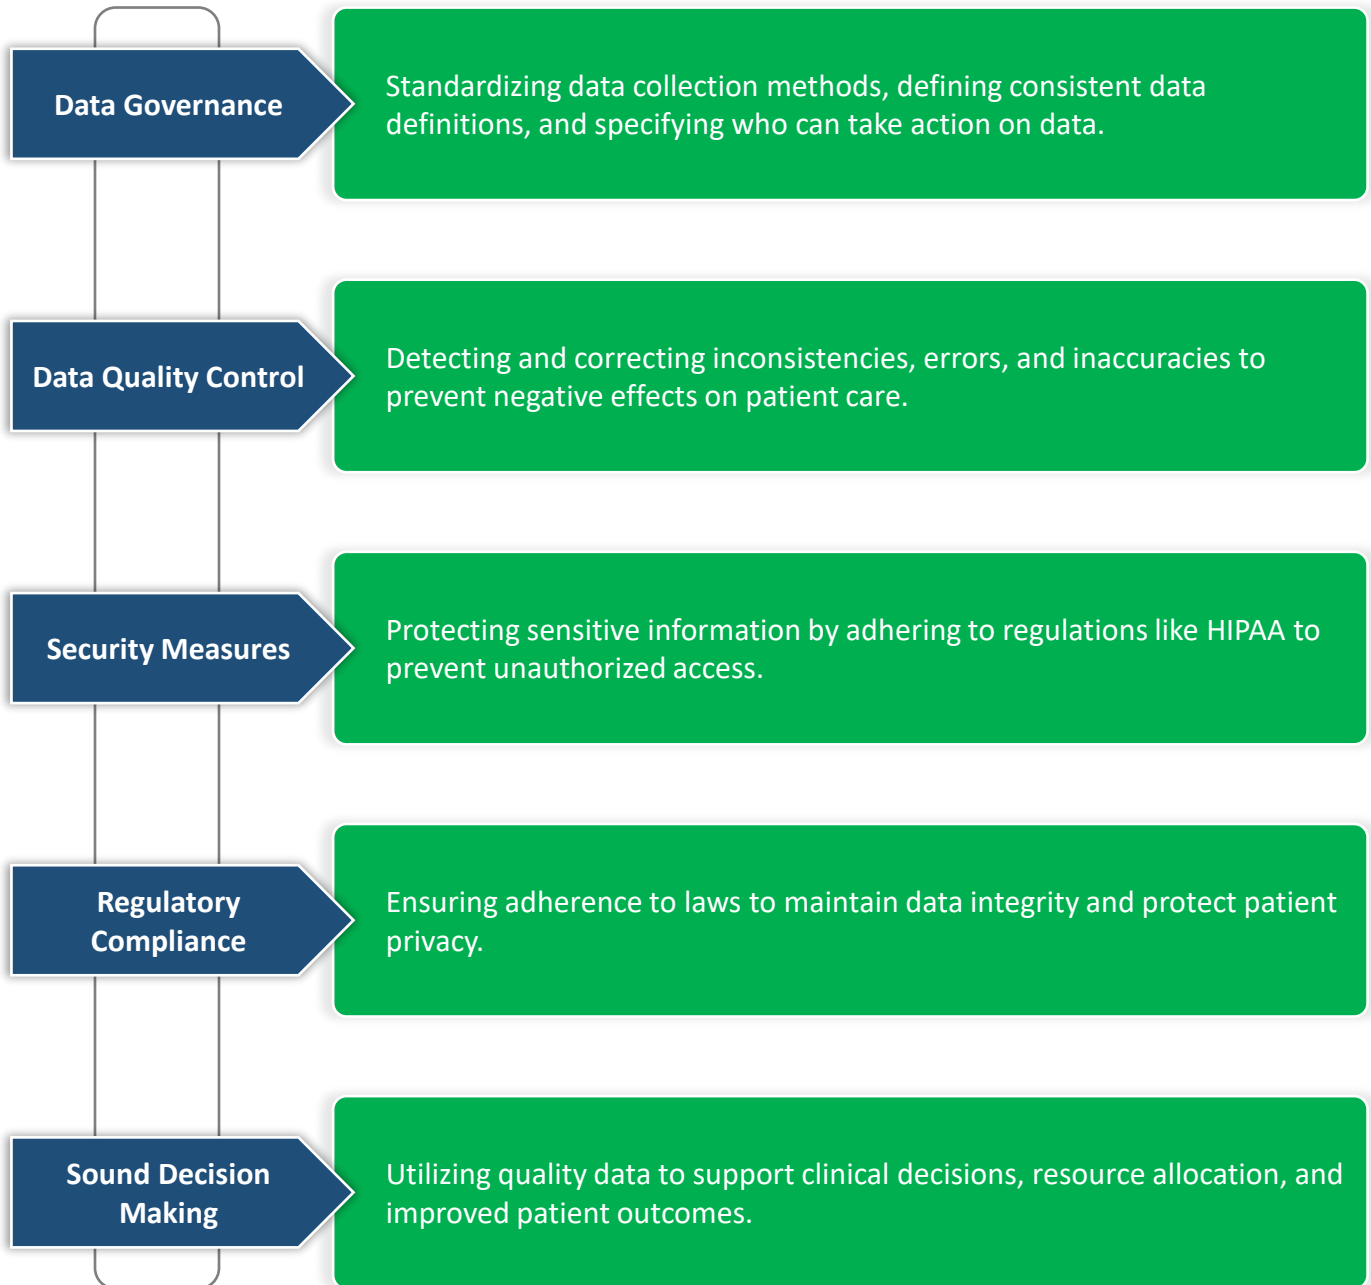 Data Governance
Standardizing data collection methods, defining consistent data
definitions, and specifying who can take action on data.
Data Quality Control
Detecting and correcting inconsistencies, errors, and inaccuracies to
prevent negative effects on patient care.
Security Measures
Protecting sensitive information by adhering to regulations like HIPAA to
prevent unauthorized access.
Regulatory
Compliance
Ensuring adherence to laws to maintain data integrity and protect patient
privacy.
Sound Decision
Making
Utilizing quality data to support clinical decisions, resource allocation, and
improved patient outcomes.